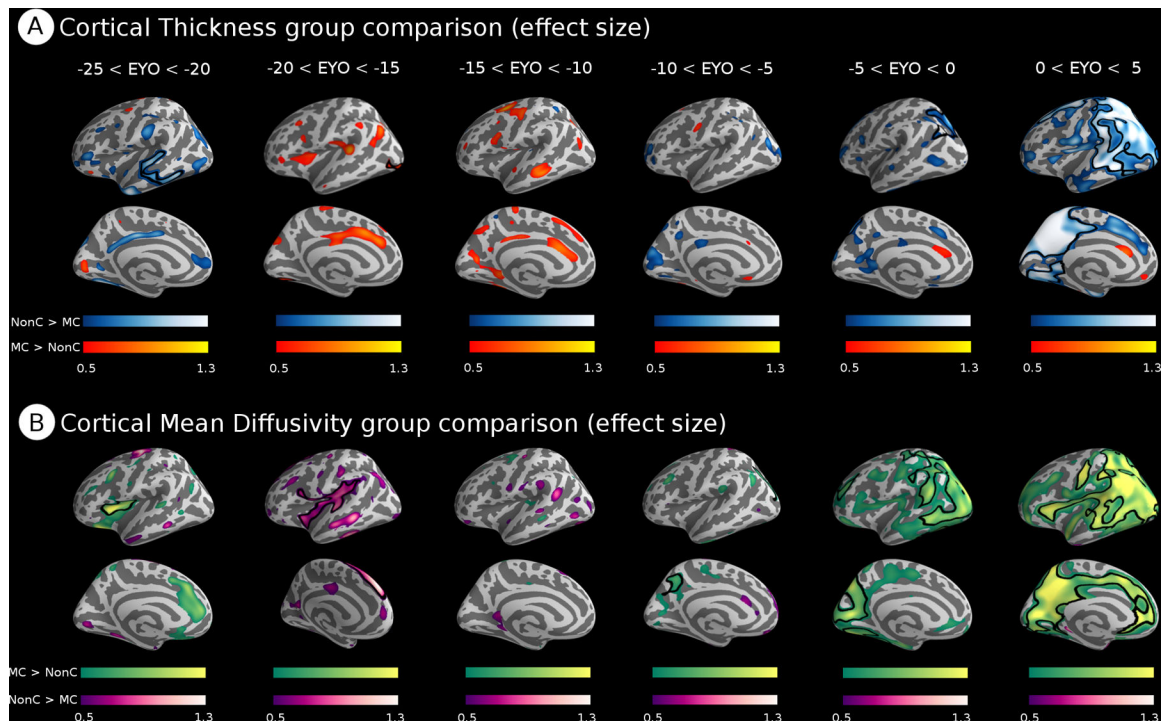 A Cortical Thickness group comparison (effect size)
-25 < EYO < -20 -20 < EYO < -15 -15 < EYO < -10 -10 < EYO < -5 -5 < EYO < 0 0 < EYO < 5
NonC > MC
MC > NonC
0.5 1.3 0.5 1.3 0.5 1.3 0.5 1.3 0.5 1.3 0.5 1.3
B Cortical Mean Diffusivity group comparison (effect size)
MC > NonC
NonC > MC
0.5 1.3 0.5 1.3 0.5 1.3 0.5 1.3 0.5 1.3 0.5 1.3